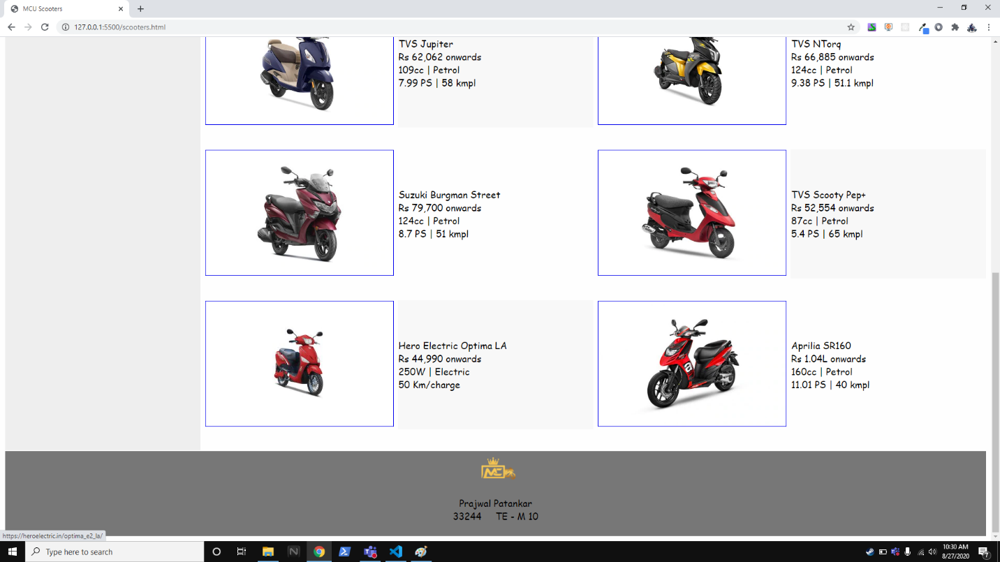 MCU Scooters
127.0.0.1:5500/scooters.html
TVS Jupiter
Rs 62,062 onwards
109cc | Petrol
7.99 PS | 58 kmpl
TVS NTorq
Rs 66,885 onwards
124cc | Petrol
9.38 PS | 51.1 kmpl
Suzuki Burgman Street
Rs 79,700 onwards
124cc | Petrol
8.7 PS | 51 kmpl
TVS Scooty Pep+
Rs 52,554 onwards
87cc | Petrol
5.4 PS | 65 kmpl
Hero Electric Optima LA
Rs 44,990 onwards
250W | Electric
50 Km/charge
Aprilia SR160
Rs 1.04L onwards
160cc | Petrol
11.01 PS | 40 kmpl
MC
Prajwal Patankar
33244 TE - M 10
https://heroelectric.in/optima_e2_la/
Type here to search
10:30 AM
8/27/2020
7